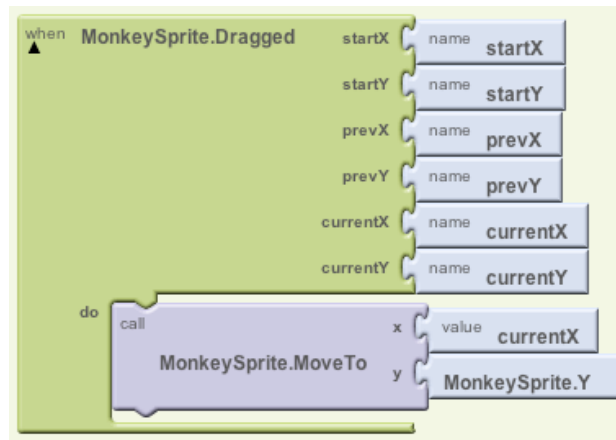 when MonkeySprite.Dragged startX name startX
startY name startY
prevX name prevX
prevY name prevY
currentX name currentX
currentY name currentY
do
call x value currentX
MonkeySprite.MoveTo y MonkeySprite.Y